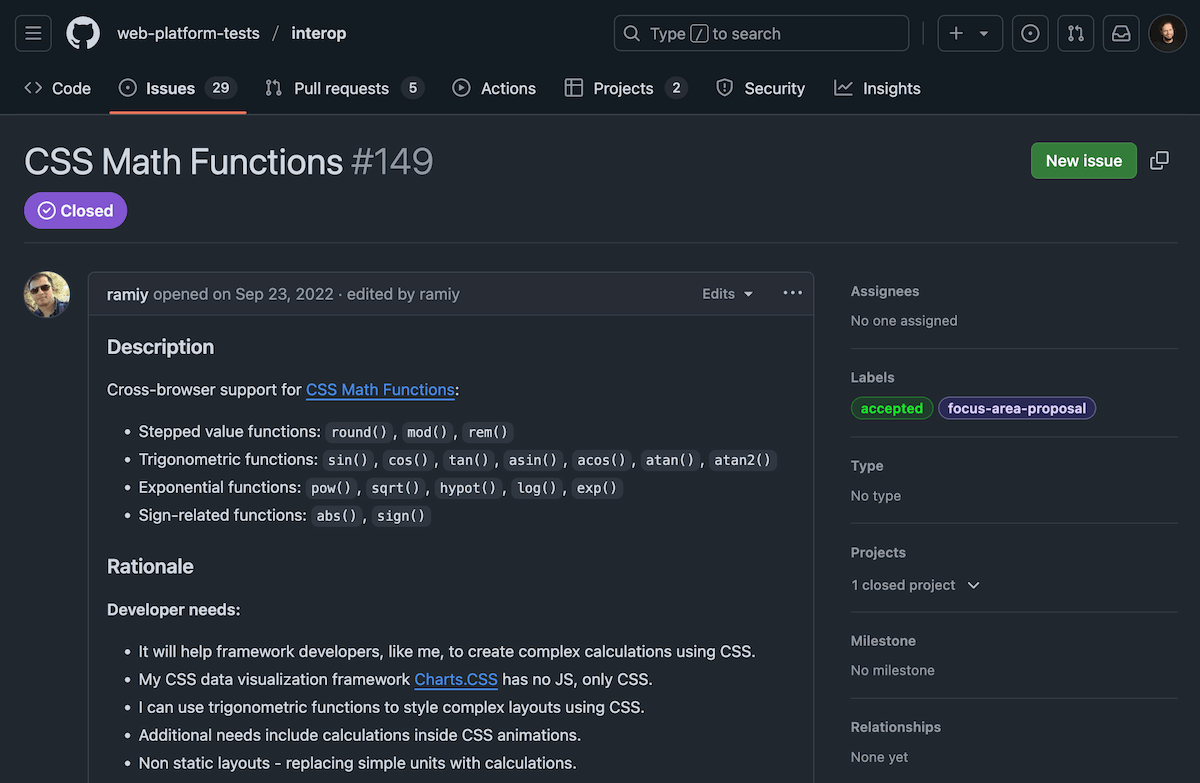 web-platform-tests / interop
Type / to search
Code
Issues 29
Pull requests 5
Actions
Projects 2
Security
Insights
CSS Math Functions #149
New issue
Closed
ramiy opened on Sep 23, 2022 · edited by ramiy
Edits
Description
Cross-browser support for CSS Math Functions:
• Stepped value functions: round(), mod(), rem()
• Trigonometric functions: sin(), cos(), tan(), asin(), acos(), atan(), atan2()
• Exponential functions: pow(), sqrt(), hypot(), log(), exp()
• Sign-related functions: abs(), sign()
Rationale
Developer needs:
• It will help framework developers, like me, to create complex calculations using CSS.
• My CSS data visualization framework Charts.CSS has no JS, only CSS.
• I can use trigonometric functions to style complex layouts using CSS.
• Additional needs include calculations inside CSS animations.
• Non static layouts - replacing simple units with calculations.
Assignees
No one assigned
Labels
accepted focus-area-proposal
Type
No type
Projects
1 closed project
Milestone
No milestone
Relationships
None yet